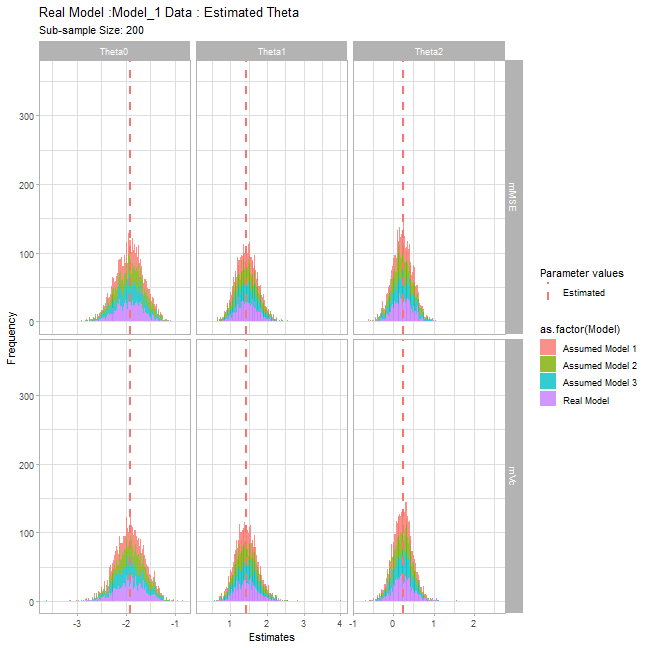 Real Model :Model_1 Data : Estimated Theta
Sub-sample Size: 200
Theta0 Theta1 Theta2
300
200
100
0
mMSE
Frequency
300
200
100
0
mVc
-3 -2 -1 1 2 3 4 -1 0 1 2
Estimates
Parameter values
Estimated
as.factor(Model)
Assumed Model 1
Assumed Model 2
Assumed Model 3
Real Model